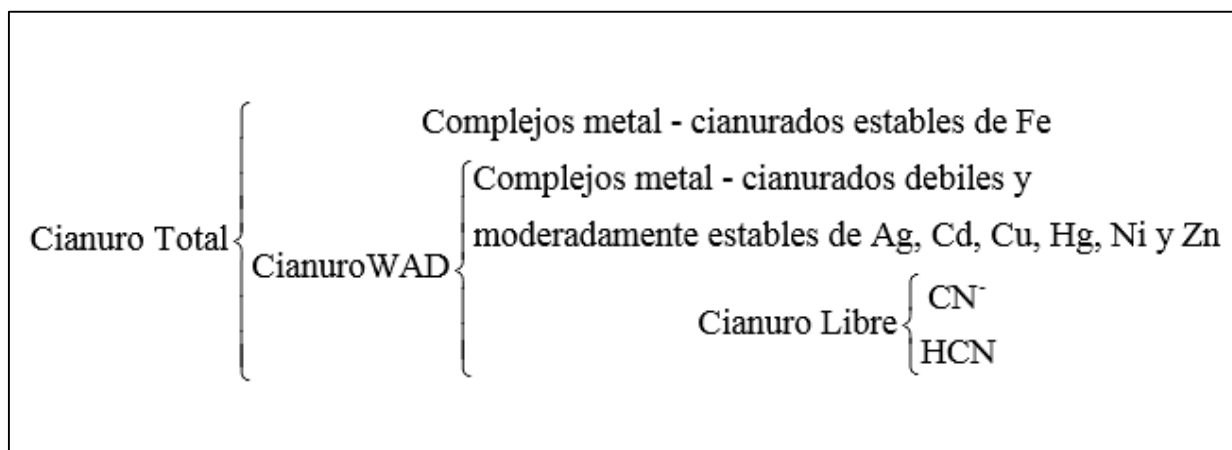 Complejos metal - cianurados estables de Fe
Complejos metal - cianurados debiles y
moderadamente estables de Ag, Cd, Cu, Hg, Ni y Zn
Cianuro Total
CianuroWAD
CN⁻
Cianuro Libre
HCN